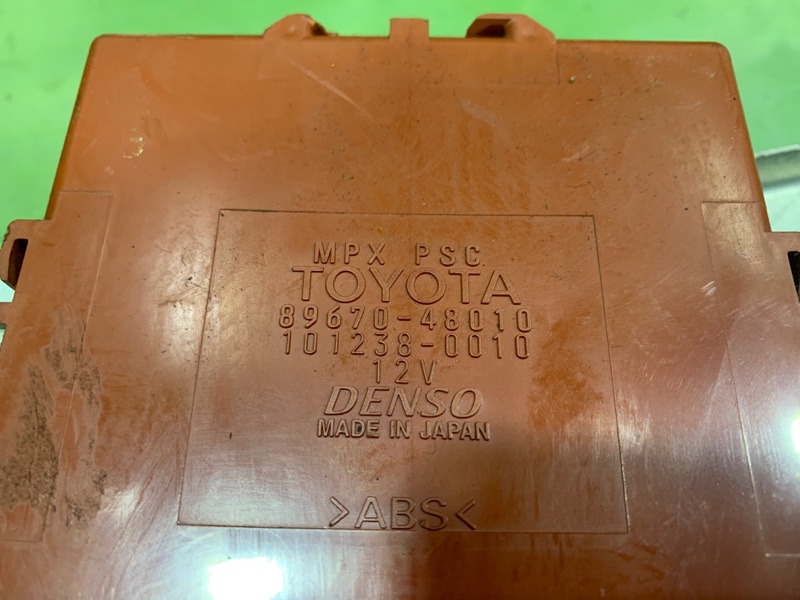 MPX PSC
TOYOTA
89670-48010
101238-0010
12V
DENSO
MADE IN JAPAN
>ABS<